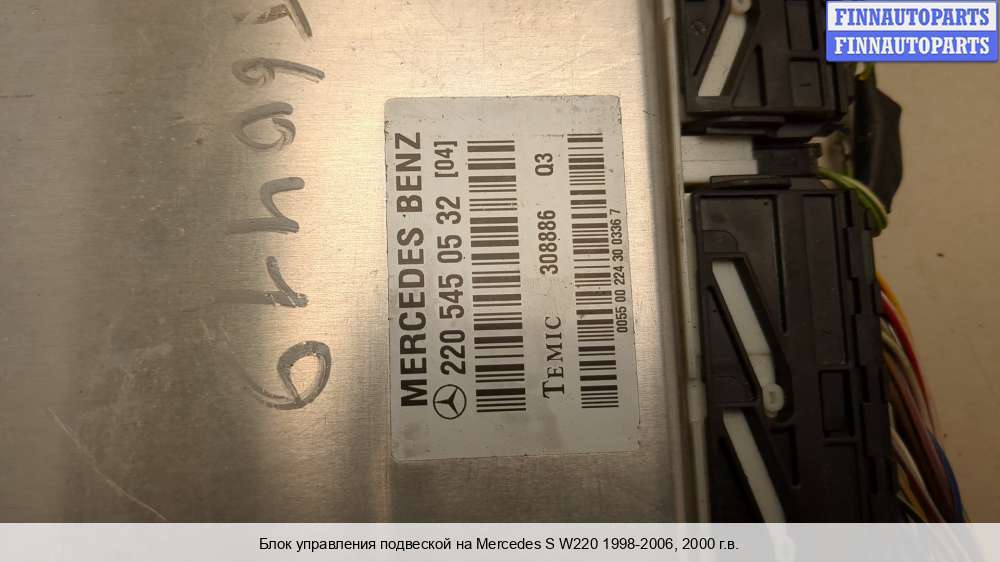 FINNAUTOPARTS
FINNAUTOPARTS
MERCEDES BENZ
220 545 05 32 [04]
TEMIC 308886 Q3
0055 00 224 30 0336 7
Блок управления подвеской на Mercedes S W220 1998-2006, 2000 г.в.